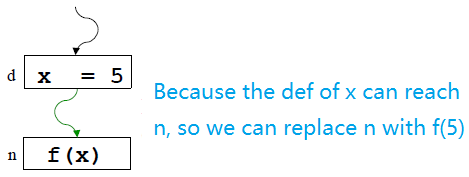 d
x = 5
Because the def of x can reach
n, so we can replace n with f(5)
n
f(x)